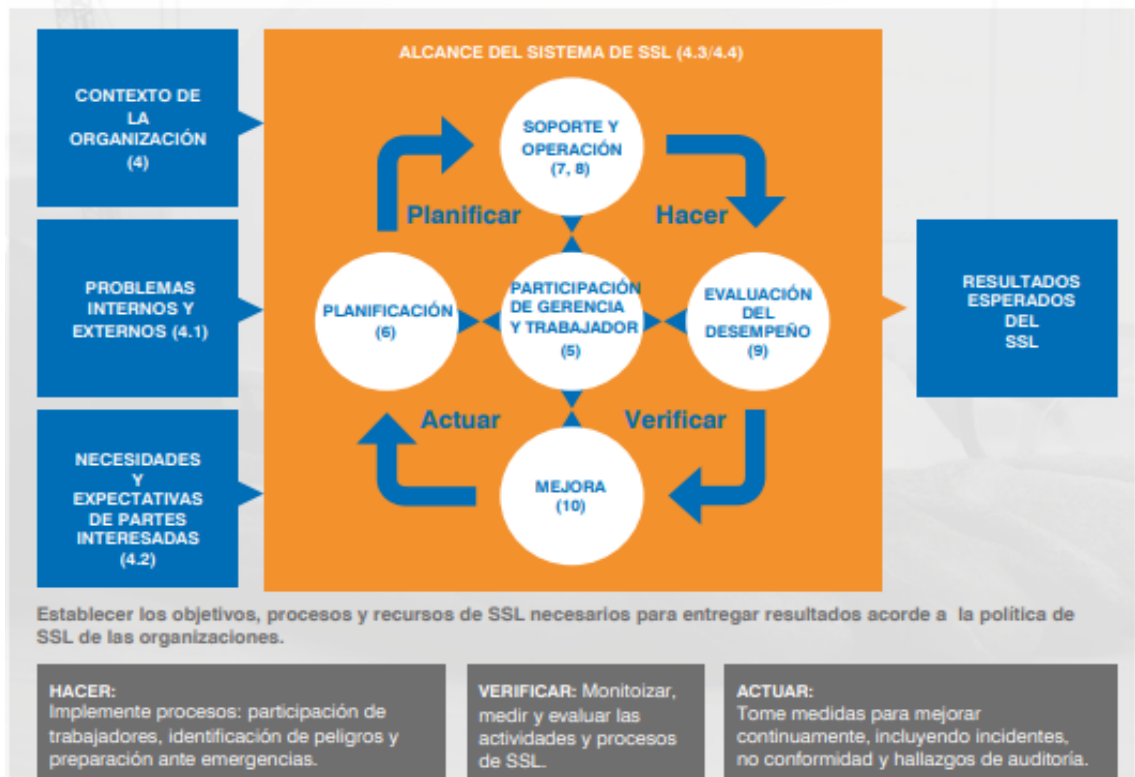 ALCANCE DEL SISTEMA DE SSL (4.3/4.4)
CONTEXTO DE
LA
ORGANIZACIÓN
(4)
PROBLEMAS
INTERNOS Y
EXTERNOS (4.1)
NECESIDADES
Y
EXPECTATIVAS
DE PARTES
INTERESADAS
(4.2)
SOPORTE Y
OPERACIÓN
(7, 8)
Planificar
Hacer
PLANIFICACIÓN
(6)
PARTICIPACIÓN
DE GERENCIA
Y TRABAJADOR
(5)
EVALUACIÓN
DEL
DESEMPEÑO
(9)
Actuar
Verificar
MEJORA
(10)
RESULTADOS
ESPERADOS
DEL
SSL
Establecer los objetivos, procesos y recursos de SSL necesarios para entregar resultados acorde a la política de
SSL de las organizaciones.
HACER:
Implemente procesos: participación de
trabajadores, identificación de peligros y
preparación ante emergencias.
VERIFICAR: Monitoizar,
medir y evaluar las
actividades y procesos
de SSL.
ACTUAR:
Tome medidas para mejorar
continuamente, incluyendo incidentes,
no conformidad y hallazgos de auditoría.